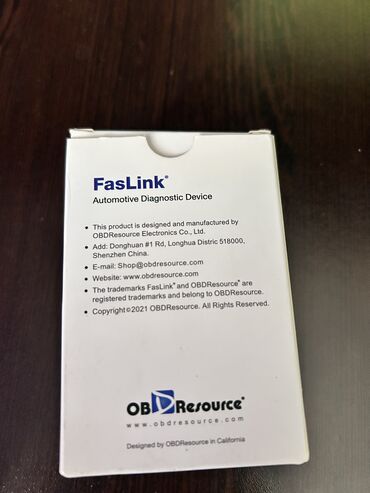 FasLink®
Automotive Diagnostic Device
• This product is designed and manufactured by
OBDResource Electronics Co., Ltd.
• Add: Donghuan #1 Rd, Longhua Distric 518000,
Shenzhen China.
• E-mail: Shop@obdresource.com
• Website: www.obdresource.com
• The trademarks FasLink® and OBDResource® are
registered trademarks and belong to OBDResource.
• Copyright©2021 OBDResource. All Rights Reserved.
OBDResource®
www.obdresource.com
Designed by OBDResource in California